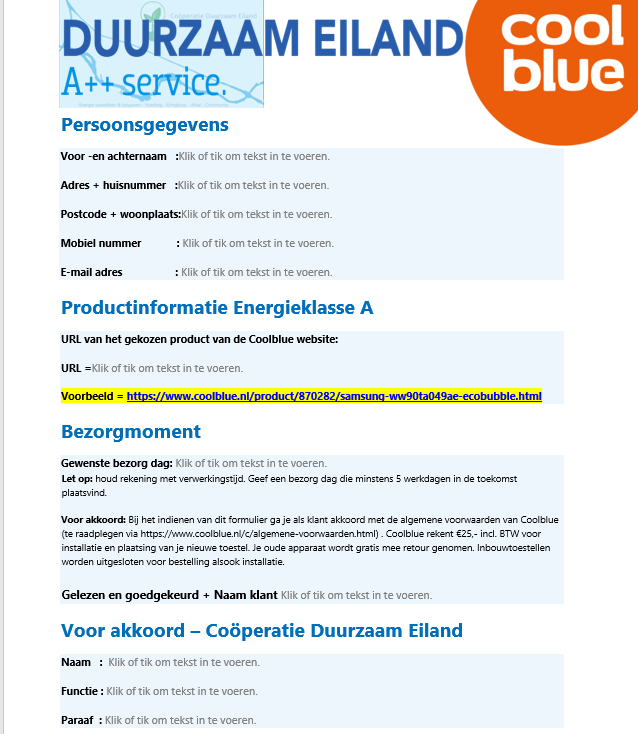 Coöperatie Duurzaam Eiland
DUURZAAM EILAND
A++ service.
cool
blue
Persoonsgegevens
Voor -en achternaam :Klik of tik om tekst in te voeren.
Adres + huisnummer :Klik of tik om tekst in te voeren.
Postcode + woonplaats:Klik of tik om tekst in te voeren.
Mobiel nummer : Klik of tik om tekst in te voeren.
E-mail adres : Klik of tik om tekst in te voeren.
Productinformatie Energieklasse A
URL van het gekozen product van de Coolblue website:
URL =Klik of tik om tekst in te voeren.
Voorbeeld = https://www.coolblue.nl/product/870282/samsung-ww90ta049ae-ecobubble.html
Bezorgmoment
Gewenste bezorg dag: Klik of tik om tekst in te voeren.
Let op: houd rekening met verwerkingstijd. Geef een bezorg dag die minstens 5 werkdagen in de toekomst
plaatsvind.
Voor akkoord: Bij het indienen van dit formulier ga je als klant akkoord met de algemene voorwaarden van Coolblue
(te raadplegen via https://www.coolblue.nl/c/algemene-voorwaarden.html) . Coolblue rekent €25,- incl. BTW voor
installatie en plaatsing van je nieuwe toestel. Je oude apparaat wordt gratis mee retour genomen. Inbouwtoestellen
worden uitgesloten voor bestelling alsook installatie.
Gelezen en goedgekeurd + Naam klant Klik of tik om tekst in te voeren.
Voor akkoord – Coöperatie Duurzaam Eiland
Naam : Klik of tik om tekst in te voeren.
Functie : Klik of tik om tekst in te voeren.
Paraaf : Klik of tik om tekst in te voeren.